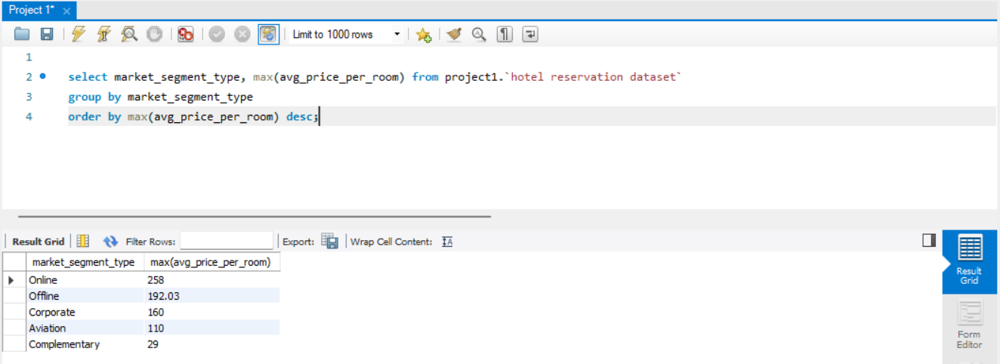 Project 1*
Limit to 1000 rows
1
2 select market_segment_type, max(avg_price_per_room) from project1.`hotel reservation dataset`
3 group by market_segment_type
4 order by max(avg_price_per_room) desc;
Result Grid Filter Rows: Export: Wrap Cell Content: IA
market_segment_type max(avg_price_per_room)
Online 258
Offline 192.03
Corporate 160
Aviation 110
Complementary 29
Result
Grid
Form
Editor